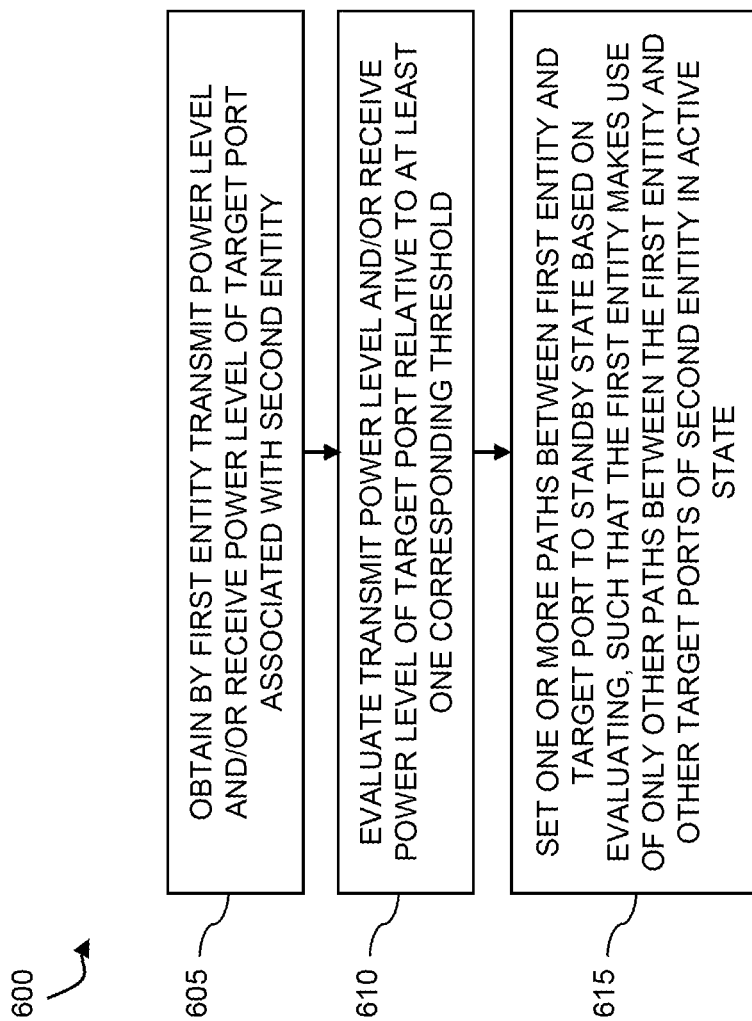 600
605
OBTAIN BY FIRST ENTITY TRANSMIT POWER LEVEL
AND/OR RECEIVE POWER LEVEL OF TARGET PORT
ASSOCIATED WITH SECOND ENTITY
610
EVALUATE TRANSMIT POWER LEVEL AND/OR RECEIVE
POWER LEVEL OF TARGET PORT RELATIVE TO AT LEAST
ONE CORRESPONDING THRESHOLD
615
SET ONE OR MORE PATHS BETWEEN FIRST ENTITY AND
TARGET PORT TO STANDBY STATE BASED ON
EVALUATING, SUCH THAT THE FIRST ENTITY MAKES USE
OF ONLY OTHER PATHS BETWEEN THE FIRST ENTITY AND
OTHER TARGET PORTS OF SECOND ENTITY IN ACTIVE
STATE